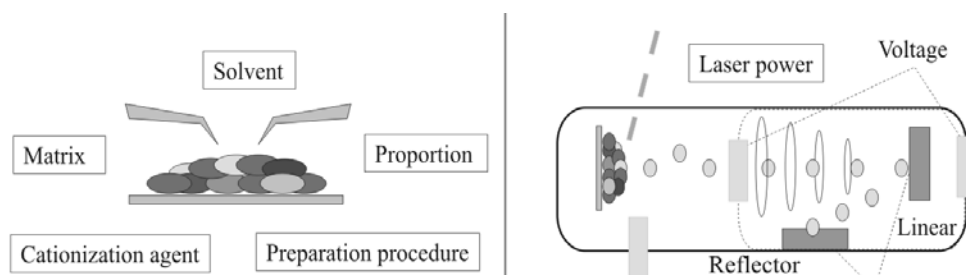 Solvent
Matrix
Proportion
Cationization agent
Preparation procedure
Voltage
Laser power
Linear
Reflector